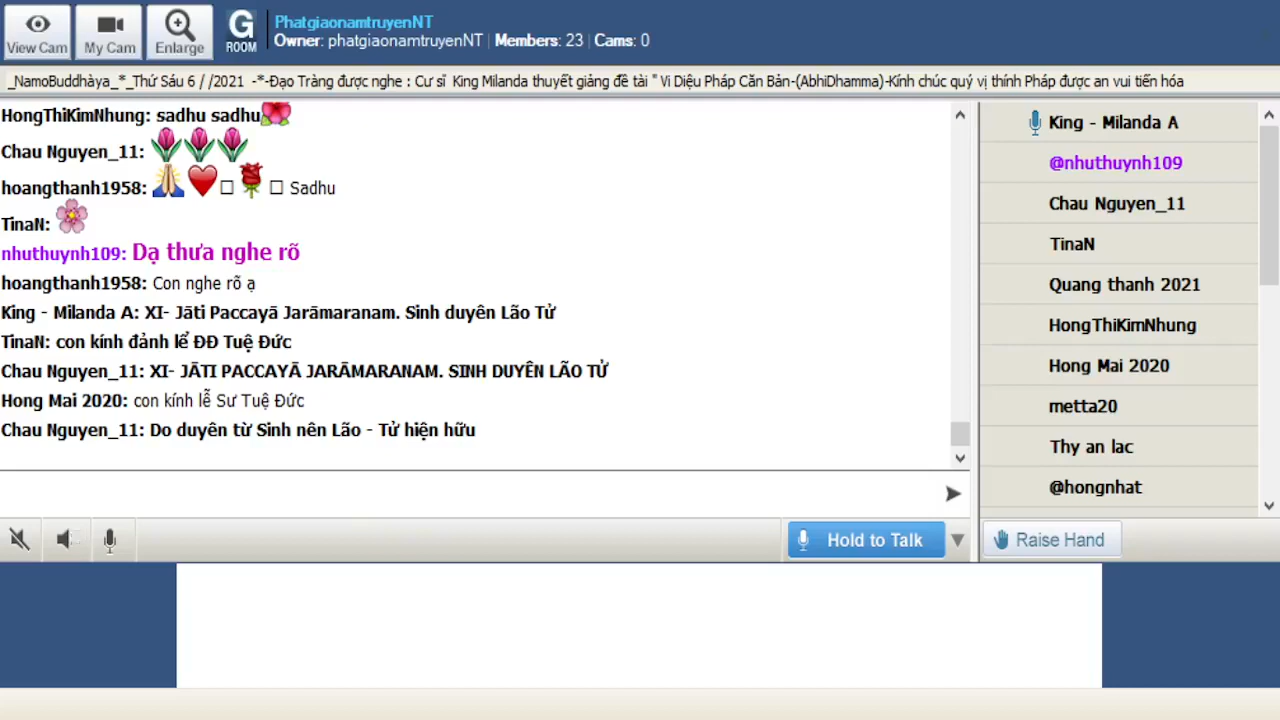 View Cam
My Cam
Enlarge
G
ROOM
PhatgiaonamtruyenNT
Owner: phatgiaonamtruyenNT | Members: 23 | Cams: 0
_NamoBuddhàya_*_Thứ Sáu 6 / /2021 -*-Đạo Tràng được nghe : Cư sĩ King Milanda thuyết giảng đề tài " Vi Diệu Pháp Căn Bản-(AbhiDhamma)-Kính chúc quý vị thính Pháp được an vui tiến hóa
HongThiKimNhung: sadhu sadhu
Chau Nguyen_11:
hoangthanh1958: Sadhu
TinaN:
nhuthuynh109: Dạ thưa nghe rõ
hoangthanh1958: Con nghe rõ ạ
King - Milanda A: XI- Jāti Paccayā Jarāmaranam. Sinh duyên Lão Tử
TinaN: con kính đảnh lể ĐĐ Tuệ Đức
Chau Nguyen_11: XI- JĀTI PACCAYĀ JARĀMARANAM. SINH DUYÊN LÃO TỬ
Hong Mai 2020: con kính lễ Sư Tuệ Đức
Chau Nguyen_11: Do duyên từ Sinh nên Lão - Tử hiện hữu
King - Milanda A
@nhuthuynh109
Chau Nguyen_11
TinaN
Quang thanh 2021
HongThiKimNhung
Hong Mai 2020
metta20
Thy an lac
@hongnhat
Hold to Talk
Raise Hand